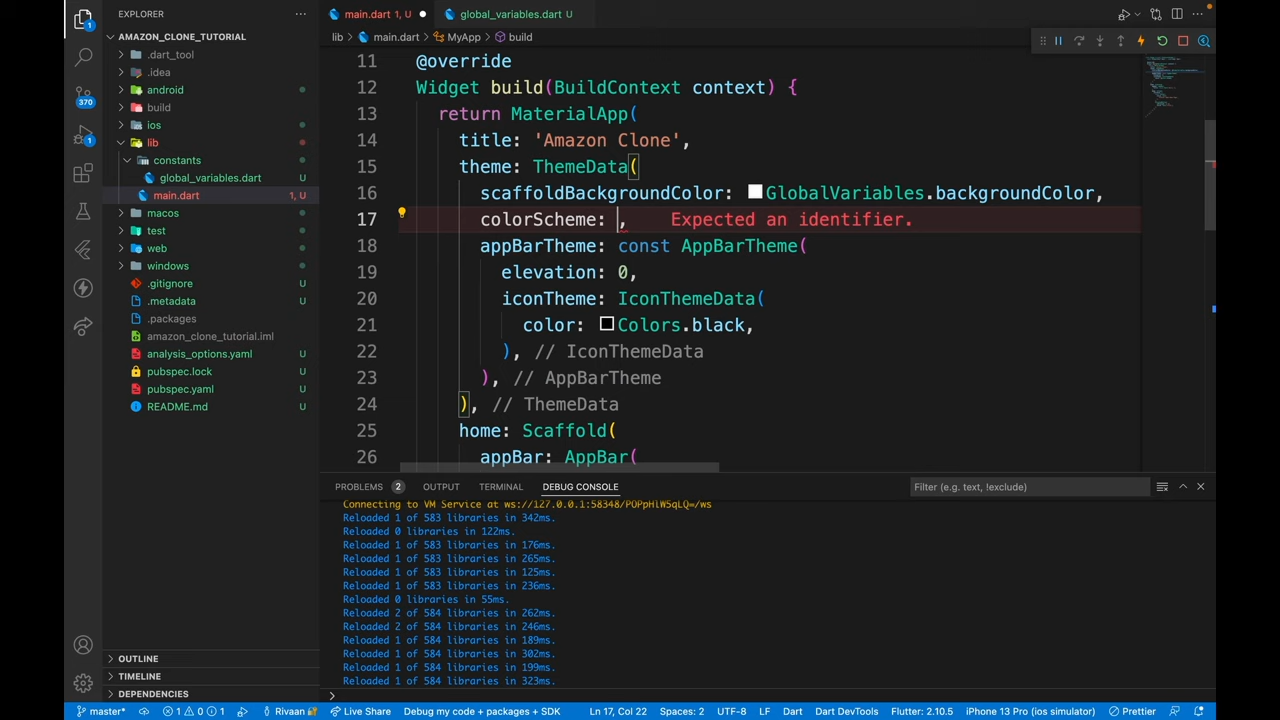 EXPLORER
main.dart 1, U
global_variables.dart U
AMAZON_CLONE_TUTORIAL
lib > main.dart > MyApp > build
.dart_tool
.idea
android
build
ios
lib
constants
global_variables.dart U
main.dart 1, U
macos
test
web
windows
.gitignore U
.metadata U
.packages
amazon_clone_tutorial.iml
analysis_options.yaml U
pubspec.lock U
pubspec.yaml U
README.md U
OUTLINE
TIMELINE
DEPENDENCIES
1
370
1
11 @override
12 Widget build(BuildContext context) {
13 return MaterialApp(
14 title: 'Amazon Clone',
15 theme: ThemeData(
16 scaffoldBackgroundColor: GlobalVariables.backgroundColor,
17 colorScheme: , Expected an identifier.
18 appBarTheme: const AppBarTheme(
19 elevation: 0,
20 iconTheme: IconThemeData(
21 color: Colors.black,
22 ), // IconThemeData
23 ), // AppBarTheme
24 ), // ThemeData
25 home: Scaffold(
26 appBar: AppBar(
PROBLEMS 2 OUTPUT TERMINAL DEBUG CONSOLE Filter (e.g. text, !exclude)
Reloaded 1 of 583 libraries in 342ms.
Reloaded 0 libraries in 122ms.
Reloaded 1 of 583 libraries in 176ms.
Reloaded 1 of 583 libraries in 265ms.
Reloaded 1 of 583 libraries in 125ms.
Reloaded 1 of 583 libraries in 236ms.
Reloaded 0 libraries in 55ms.
Reloaded 2 of 584 libraries in 262ms.
Reloaded 2 of 584 libraries in 246ms.
Reloaded 1 of 584 libraries in 189ms.
Reloaded 1 of 584 libraries in 302ms.
Reloaded 1 of 584 libraries in 199ms.
Reloaded 1 of 584 libraries in 323ms.
master* 1 0 1 Rivaan Live Share Debug my code + packages + SDK Ln 17, Col 22 Spaces: 2 UTF-8 LF Dart Dart DevTools Flutter: 2.10.5 iPhone 13 Pro (ios simulator) Prettier